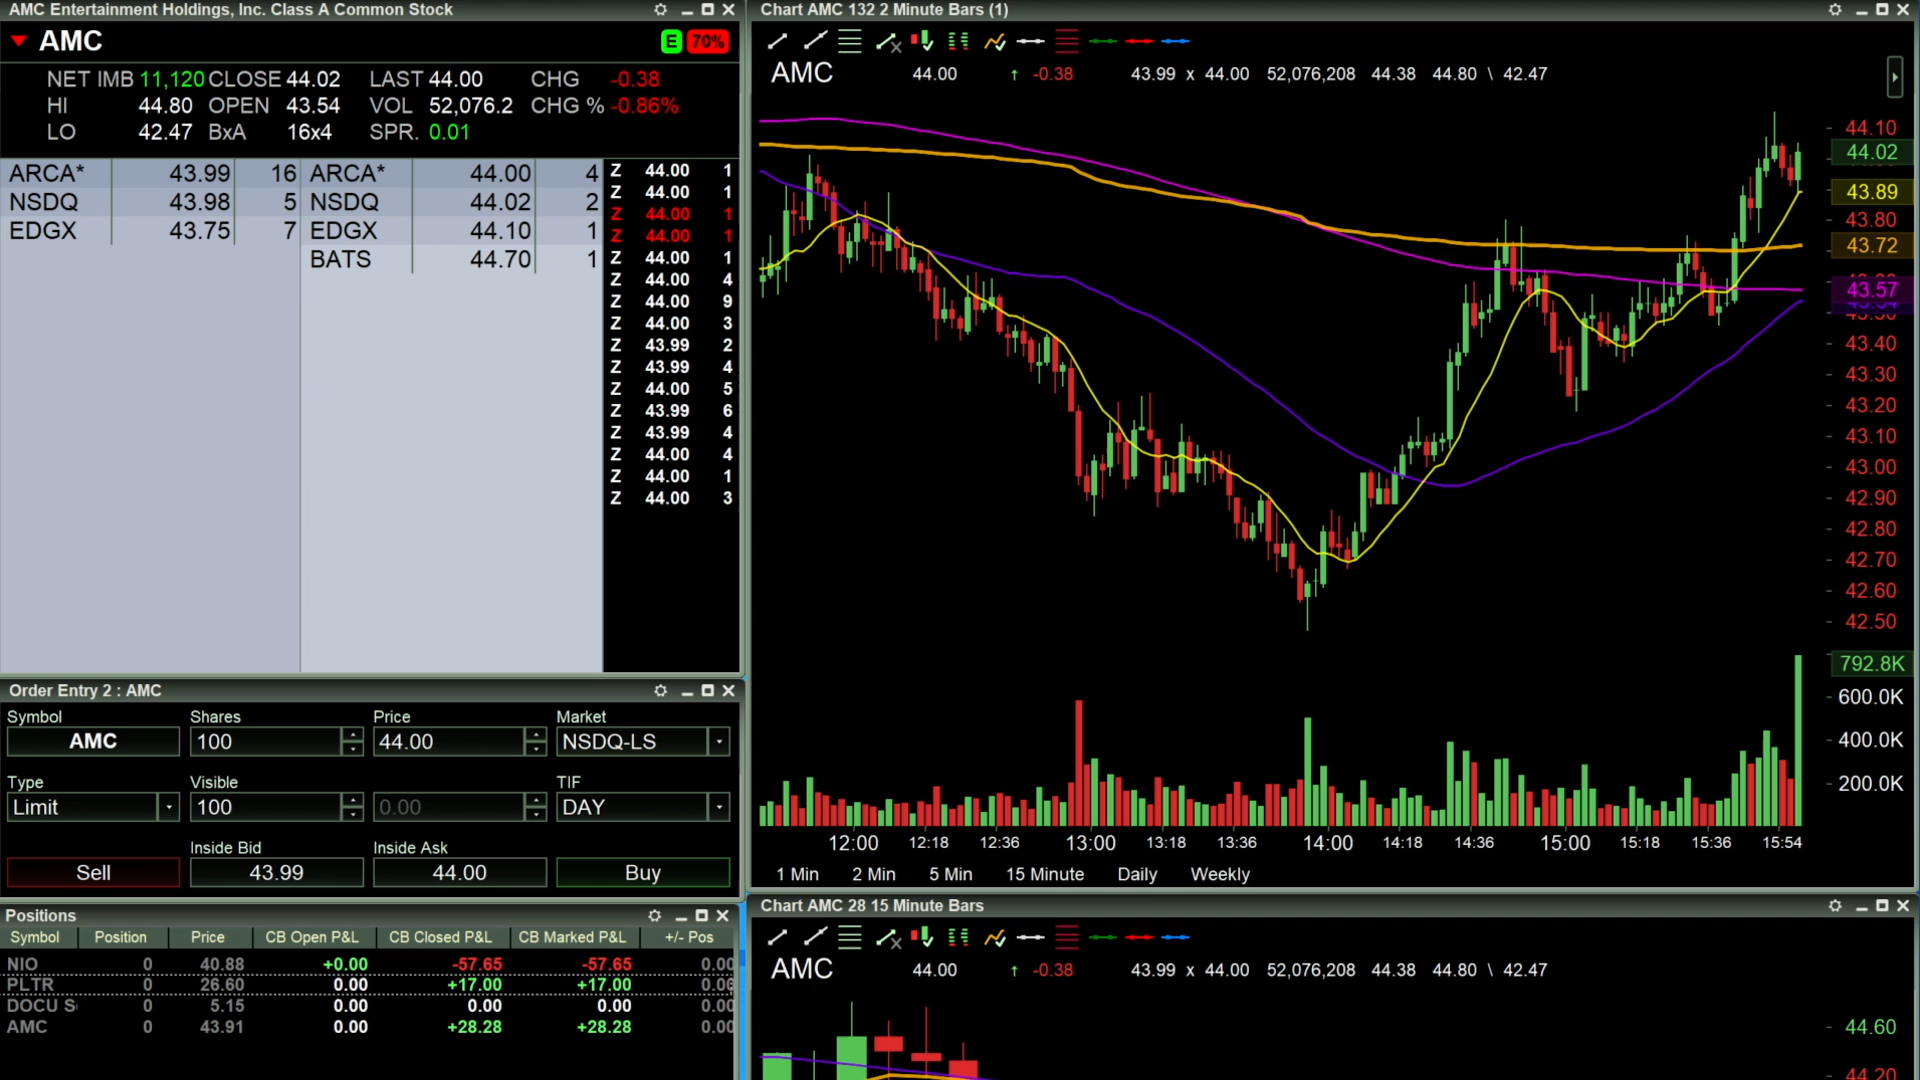 AMC Entertainment Holdings, Inc. Class A Common Stock
AMC
E
70%
NET IMB 11,120 CLOSE 44.02 LAST 44.00 CHG -0.38
HI 44.80 OPEN 43.54 VOL 52,076.2 CHG % -0.86%
LO 42.47 BxA 16x4 SPR. 0.01
ARCA* 43.99 16 ARCA* 44.00 4
NSDQ 43.98 5 NSDQ 44.02 2
EDGX 43.75 7 EDGX 44.10 1
BATS 44.70 1
Z 44.00 1
Z 44.00 1
Z 44.00 1
Z 44.00 1
Z 44.00 1
Z 44.00 4
Z 44.00 9
Z 44.00 3
Z 43.99 2
Z 43.99 4
Z 44.00 5
Z 43.99 6
Z 43.99 4
Z 44.00 4
Z 44.00 1
Z 44.00 3
Order Entry 2 : AMC
Symbol Shares Price Market
AMC 100 44.00 NSDQ-LS
Type Visible TIF
Limit 100 0.00 DAY
Inside Bid Inside Ask
Sell 43.99 44.00 Buy
Positions
Symbol Position Price CB Open P&L CB Closed P&L CB Marked P&L +/- Pos
NIO 0 40.88 +0.00 -57.65 -57.65 0.00
PLTR 0 26.60 0.00 +17.00 +17.00
DOCU 0 5.15 0.00 0.00 0.00 0.00
AMC 0 43.91 0.00 +28.28 +28.28 0.00
Chart AMC 132 2 Minute Bars (1)
AMC 44.00 ↑ -0.38 43.99 x 44.00 52,076,208 44.38 44.80 \ 42.47
44.10
44.02
43.89
43.80
43.72
43.57
43.40
43.30
43.20
43.10
43.00
42.90
42.80
42.70
42.60
42.50
792.8K
600.0K
400.0K
200.0K
12:00 12:18 12:36 13:00 13:18 13:36 14:00 14:18 14:36 15:00 15:18 15:36 15:54
1 Min 2 Min 5 Min 15 Minute Daily Weekly
Chart AMC 28 15 Minute Bars
AMC 44.00 ↑ -0.38 43.99 x 44.00 52,076,208 44.38 44.80 \ 42.47
44.60
44.20